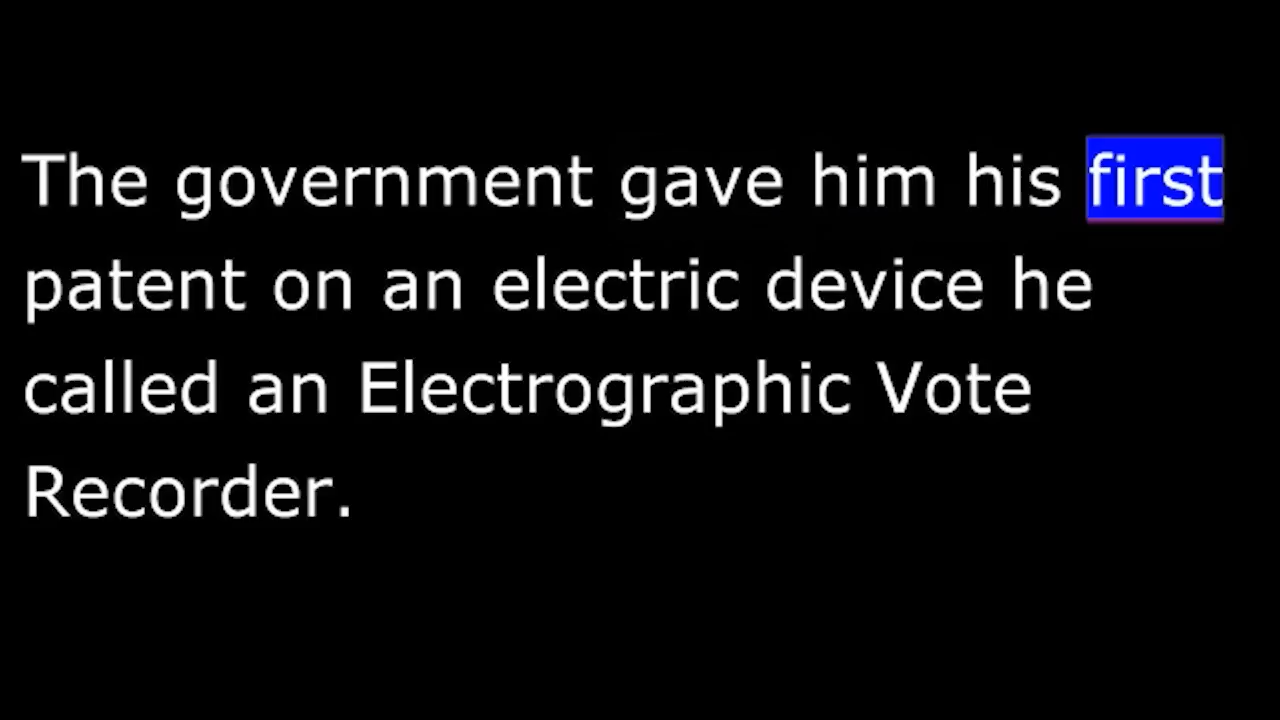 The government gave him his first
patent on an electric device he
called an Electrographic Vote
Recorder.